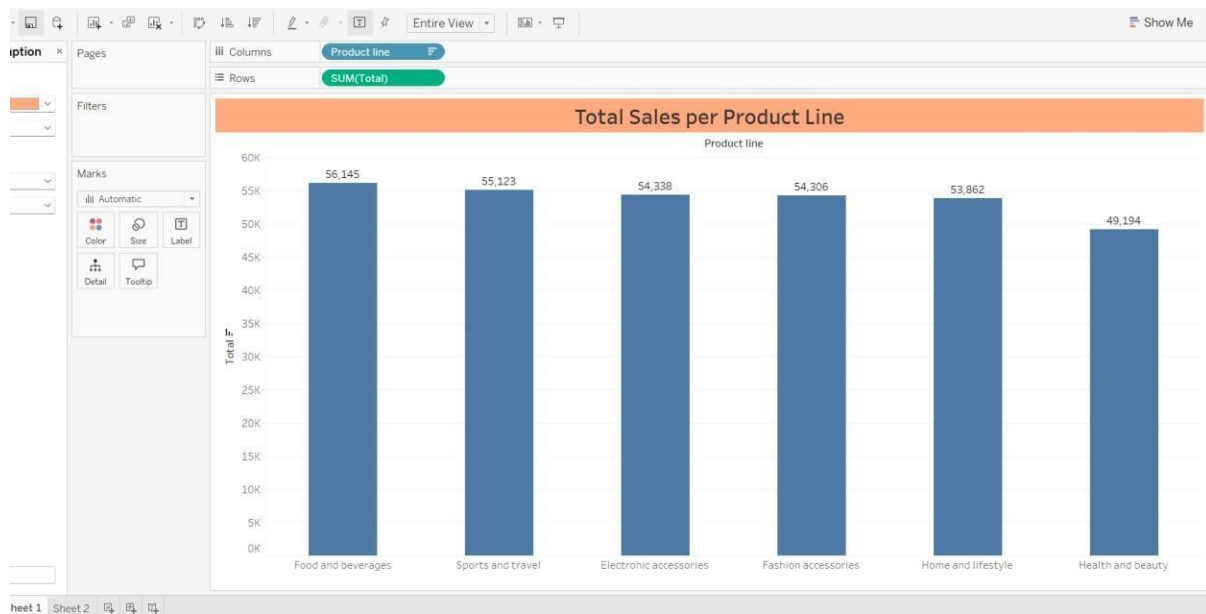 Entire View
Show Me
ption ×
Pages
Columns
Product line
Rows
SUM(Total)
Filters
Marks
Automatic
Color
Size
Label
Detail
Tooltip
Total Sales per Product Line
Product line
60K
55K
50K
45K
40K
35K
30K
25K
20K
15K
10K
5K
0K
Total
56,145
55,123
54,338
54,306
53,862
49,194
Food and beverages
Sports and travel
Electronic accessories
Fashion accessories
Home and lifestyle
Health and beauty
heet 1
Sheet 2